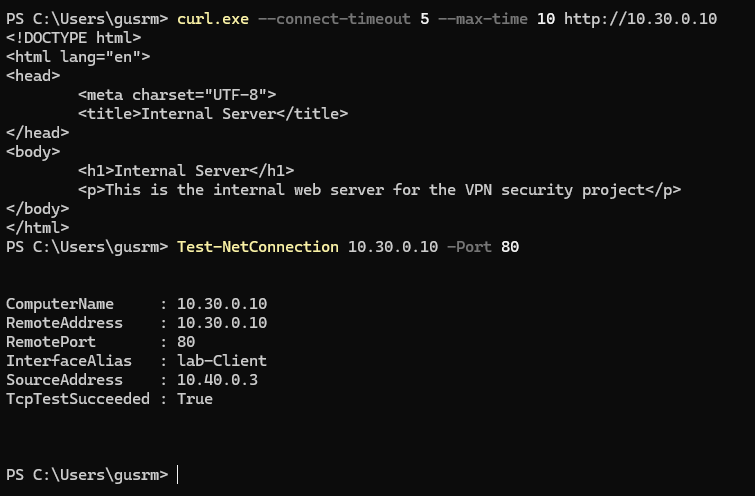 PS C:\Users\gusrm> curl.exe --connect-timeout 5 --max-time 10 http://10.30.0.10
<!DOCTYPE html>
<html lang="en">
<head>
        <meta charset="UTF-8">
        <title>Internal Server</title>
</head>
<body>
        <h1>Internal Server</h1>
        <p>This is the internal web server for the VPN security project</p>
</body>
</html>
PS C:\Users\gusrm> Test-NetConnection 10.30.0.10 -Port 80
ComputerName     : 10.30.0.10
RemoteAddress    : 10.30.0.10
RemotePort       : 80
InterfaceAlias   : lab-Client
SourceAddress    : 10.40.0.3
TcpTestSucceeded : True
PS C:\Users\gusrm>